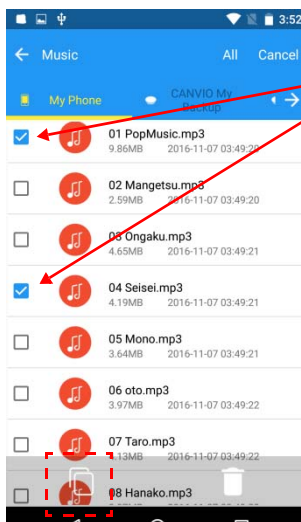 3:52
Music All Cancel
My Phone CANVIO My
Backup
01 PopMusic.mp3
9.86MB 2016-11-07 03:49:20
02 Mangetsu.mp3
2.59MB 2016-11-07 03:49:20
03 Ongaku.mp3
4.65MB 2016-11-07 03:49:21
04 Seisei.mp3
4.19MB 2016-11-07 03:49:21
05 Mono.mp3
3.64MB 2016-11-07 03:49:21
06 oto.mp3
3.97MB 2016-11-07 03:49:22
07 Taro.mp3
.13MB 2016-11-07 03:49:22
08 Hanako.mp3